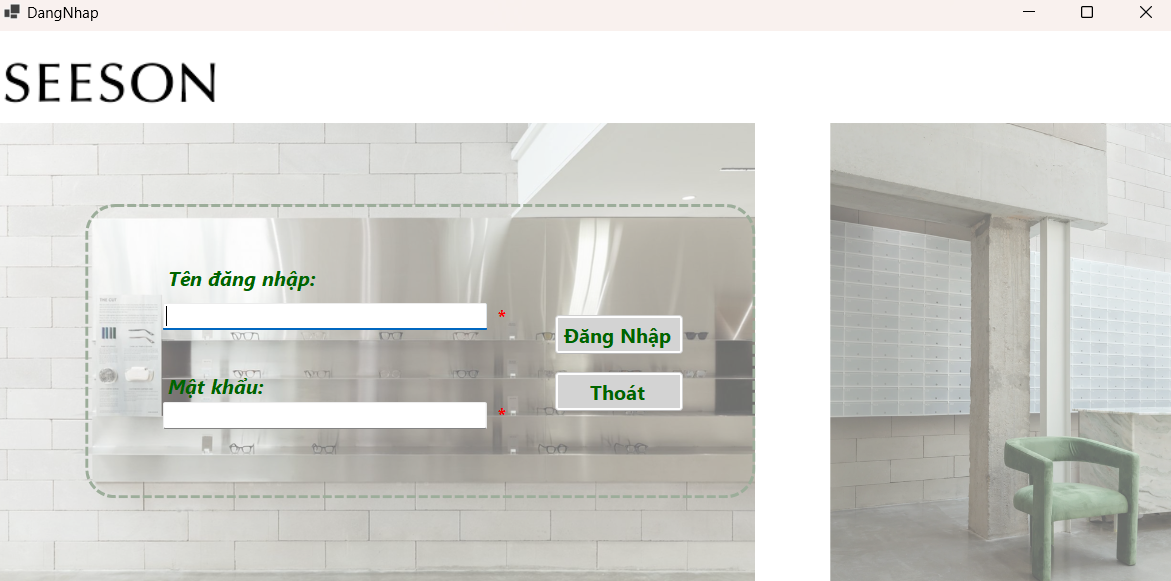 DangNhap
SEESON
Tên đăng nhập:
*
Đăng Nhập
Mật khẩu:
Thoát
*